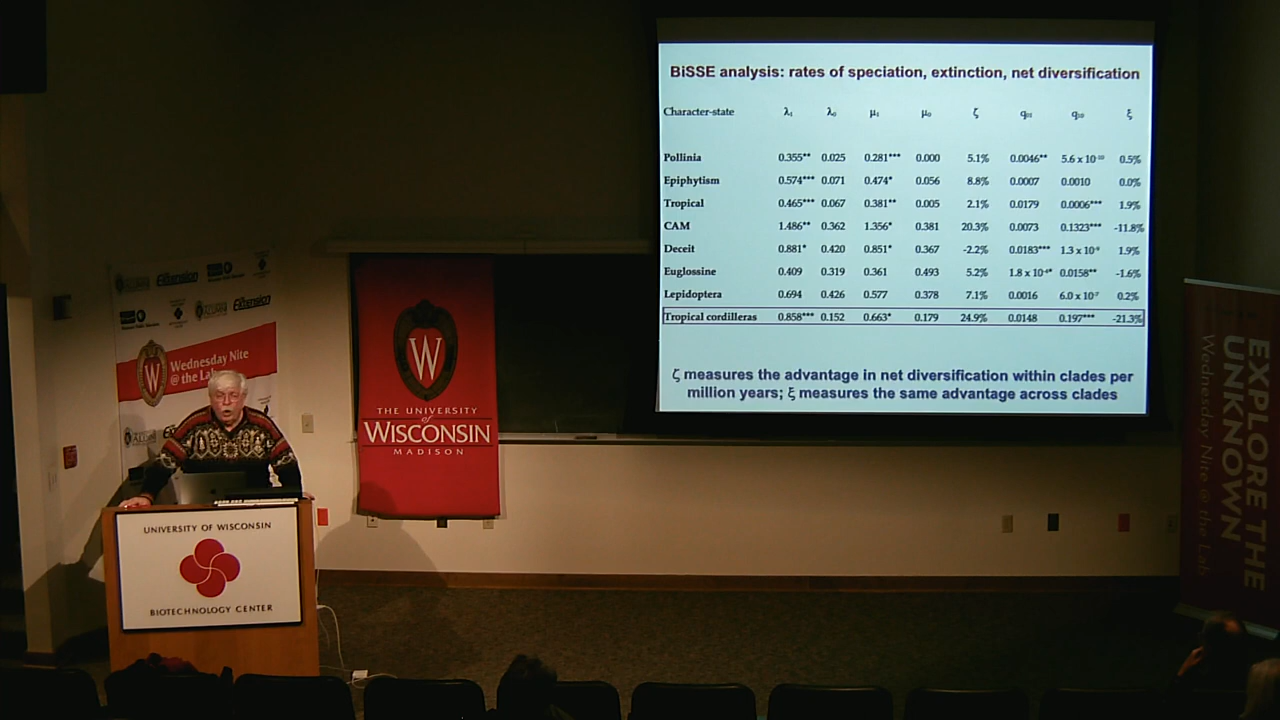 BiSSE analysis: rates of speciation, extinction, net diversification
Character-state λ₁ λ₀ μ₁ μ₀ ζ q₀₁ q₁₀ ξ
Pollinia 0.355** 0.025 0.281*** 0.000 5.1% 0.0046** 5.6 x 10 0.5%
Epiphytism 0.574*** 0.071 0.474* 0.056 8.8% 0.0007 0.0010 0.0%
Tropical 0.465*** 0.067 0.381** 0.005 2.1% 0.0179 0.0006*** 1.9%
CAM 1.486** 0.362 1.356* 0.381 20.3% 0.0073 0.1323*** -11.8%
Deceit 0.881* 0.420 0.851* 0.367 -2.2% 0.0183*** 1.3 x 10 1.9%
Euglossine 0.409 0.319 0.361 0.493 5.2% 1.8 x 10 0.0158** -1.6%
Lepidoptera 0.694 0.426 0.577 0.378 7.1% 0.0016 6.0 x 10 0.2%
Tropical cordilleras 0.858*** 0.152 0.663* 0.179 24.9% 0.0148 0.197*** -21.3%
ζ measures the advantage in net diversification within clades per
million years; ξ measures the same advantage across clades
Extension
Extension
Wednesday Nite
@ the Lab
W
THE UNIVERSITY
of
WISCONSIN
MADISON
UNIVERSITY OF WISCONSIN
BIOTECHNOLOGY CENTER
EXPLORE THE
UNKNOWN
Wednesday Nite @ the Lab